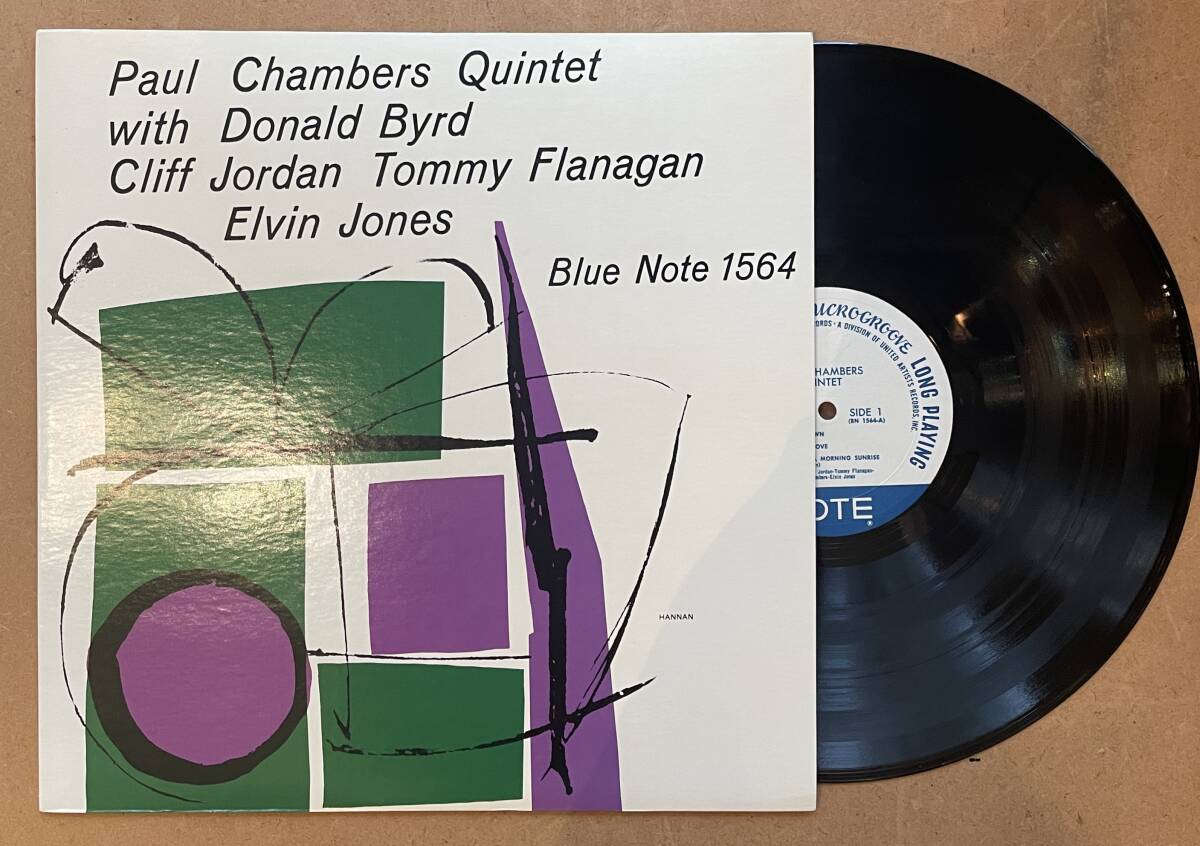 Paul Chambers Quintet
with Donald Byrd
Cliff Jordan Tommy Flanagan
Elvin Jones
Blue Note 1564
HANNAN
MICROGROOVE LONG PLAYING
A DIVISION OF UNITED ARTISTS RECORDS, INC.
CHAMBERS
SIDE 1
(BN 1564-A)
MORNING SUNRISE
Jordan-Tommy Flanagan-
Elvin Jones
OTE
®